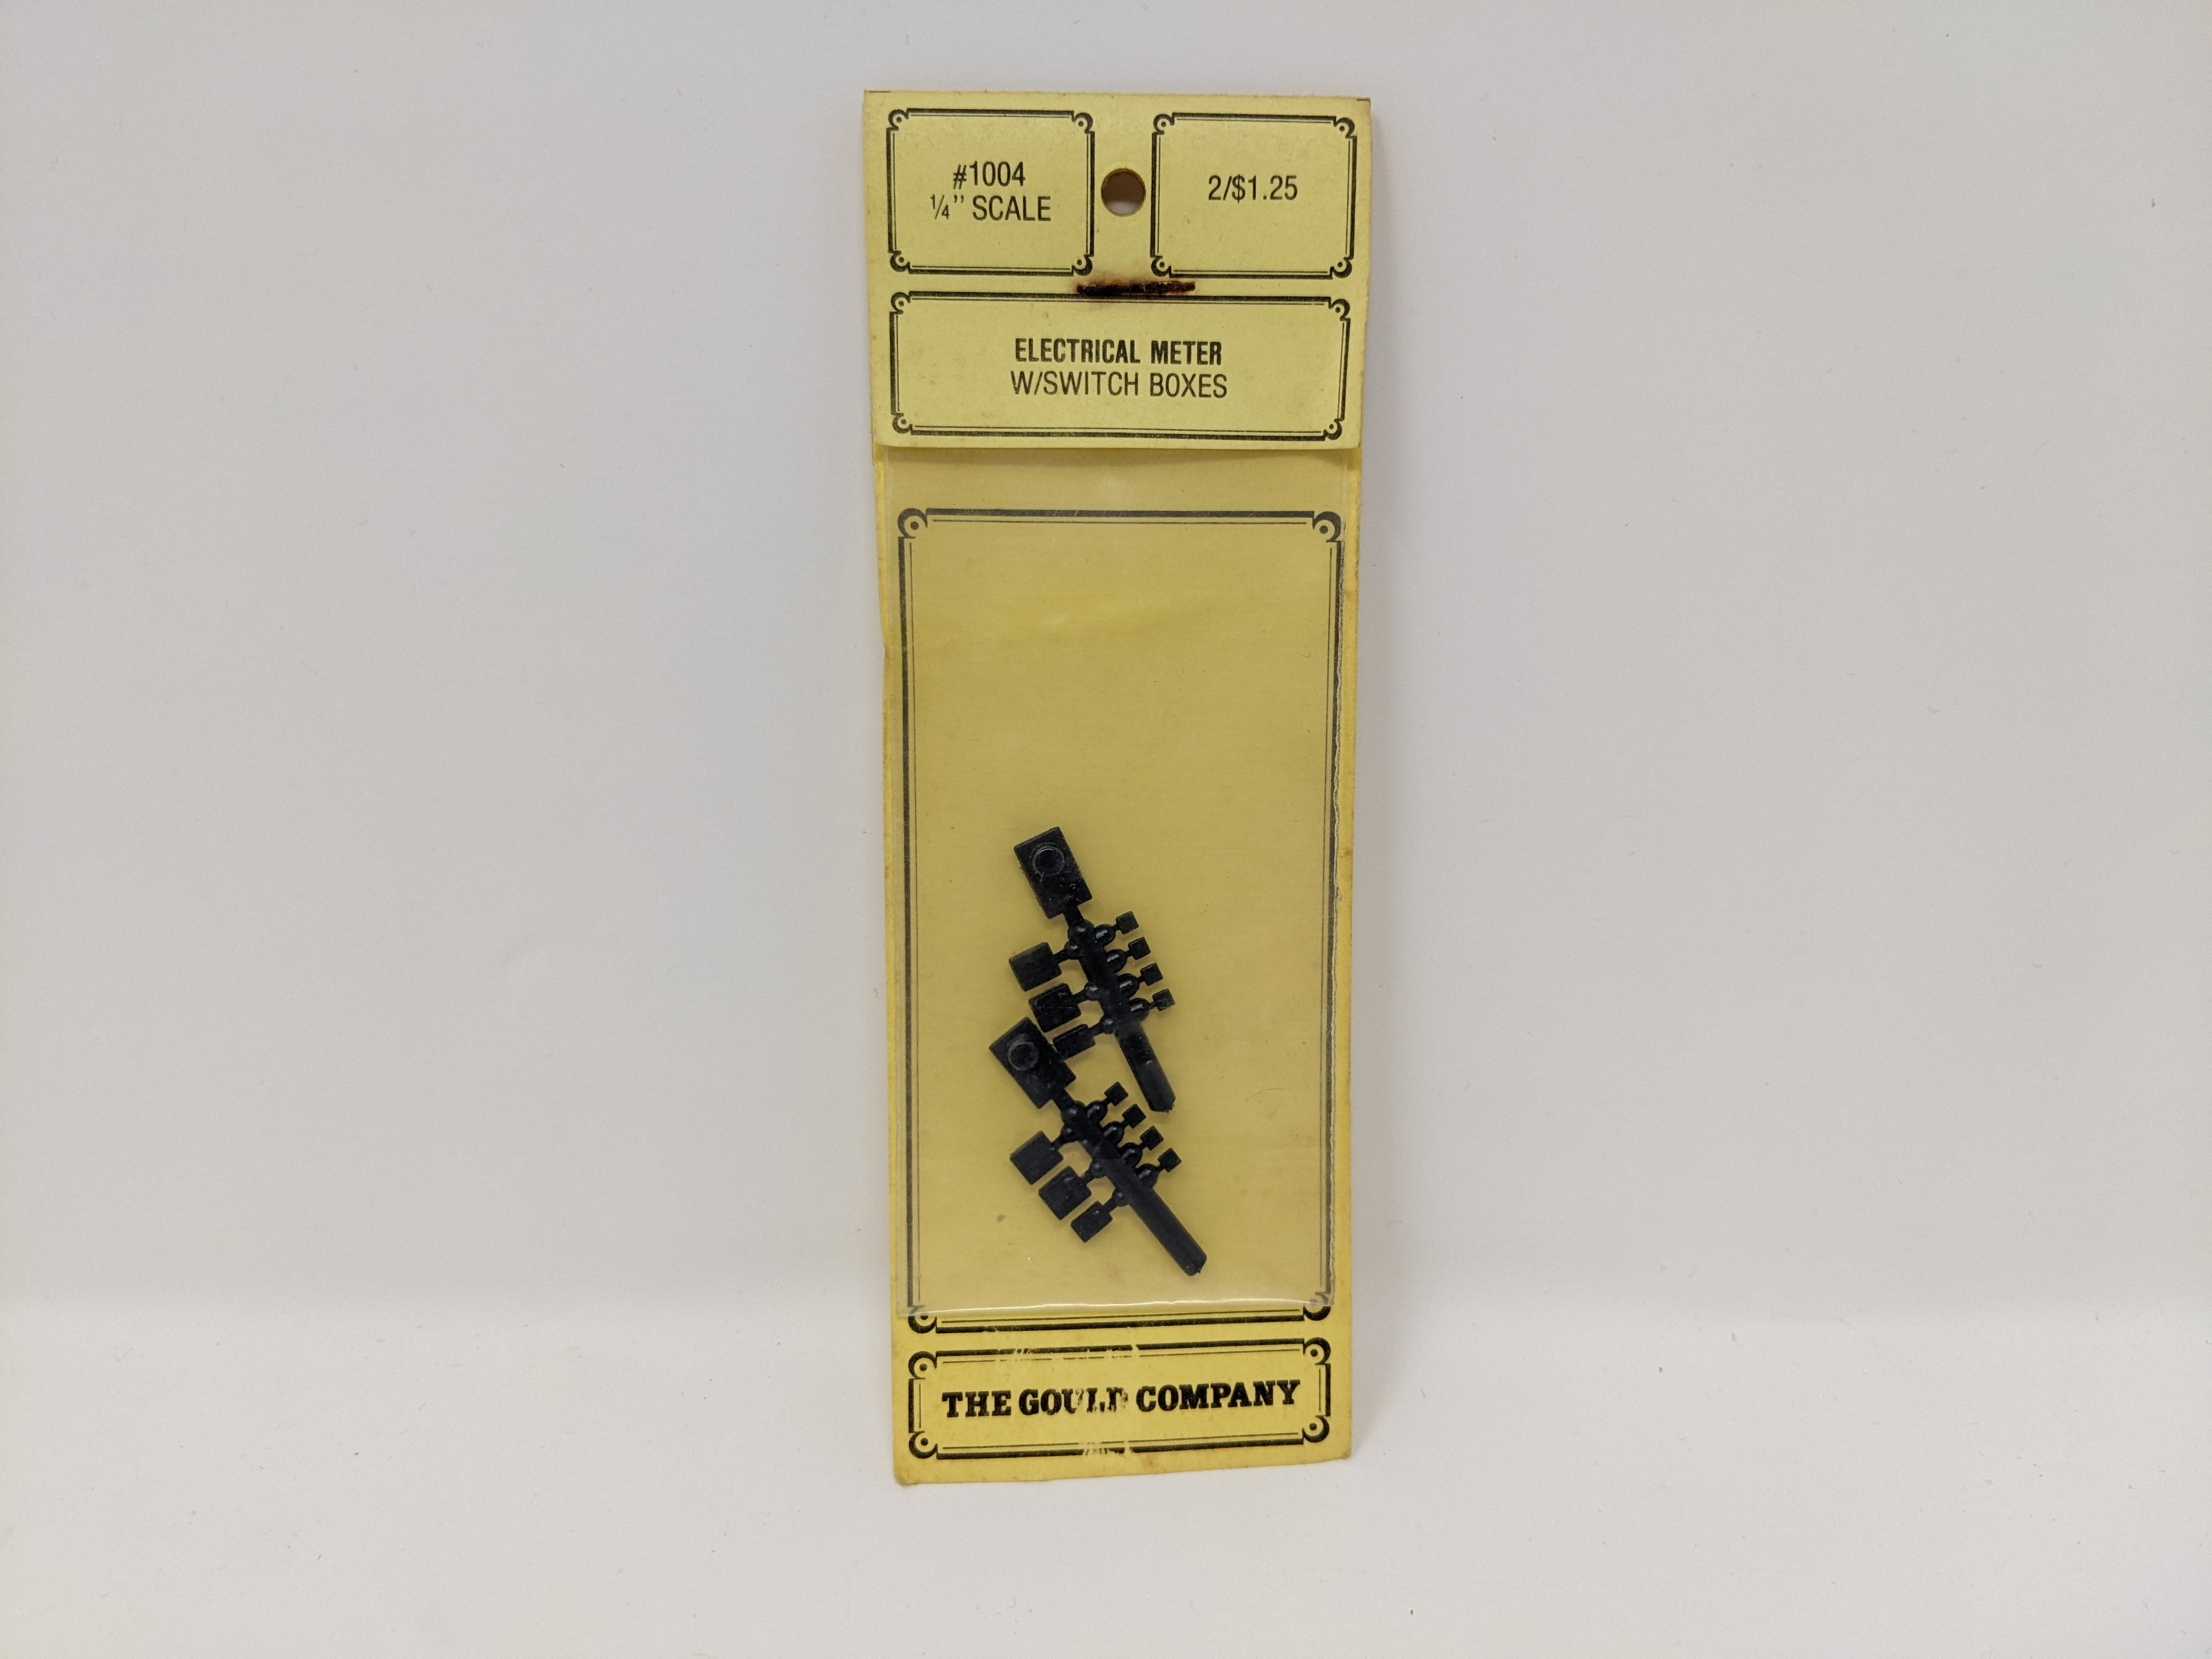 #1004
¼" SCALE
2/$1.25
ELECTRICAL METER
W/SWITCH BOXES
THE GOULD COMPANY